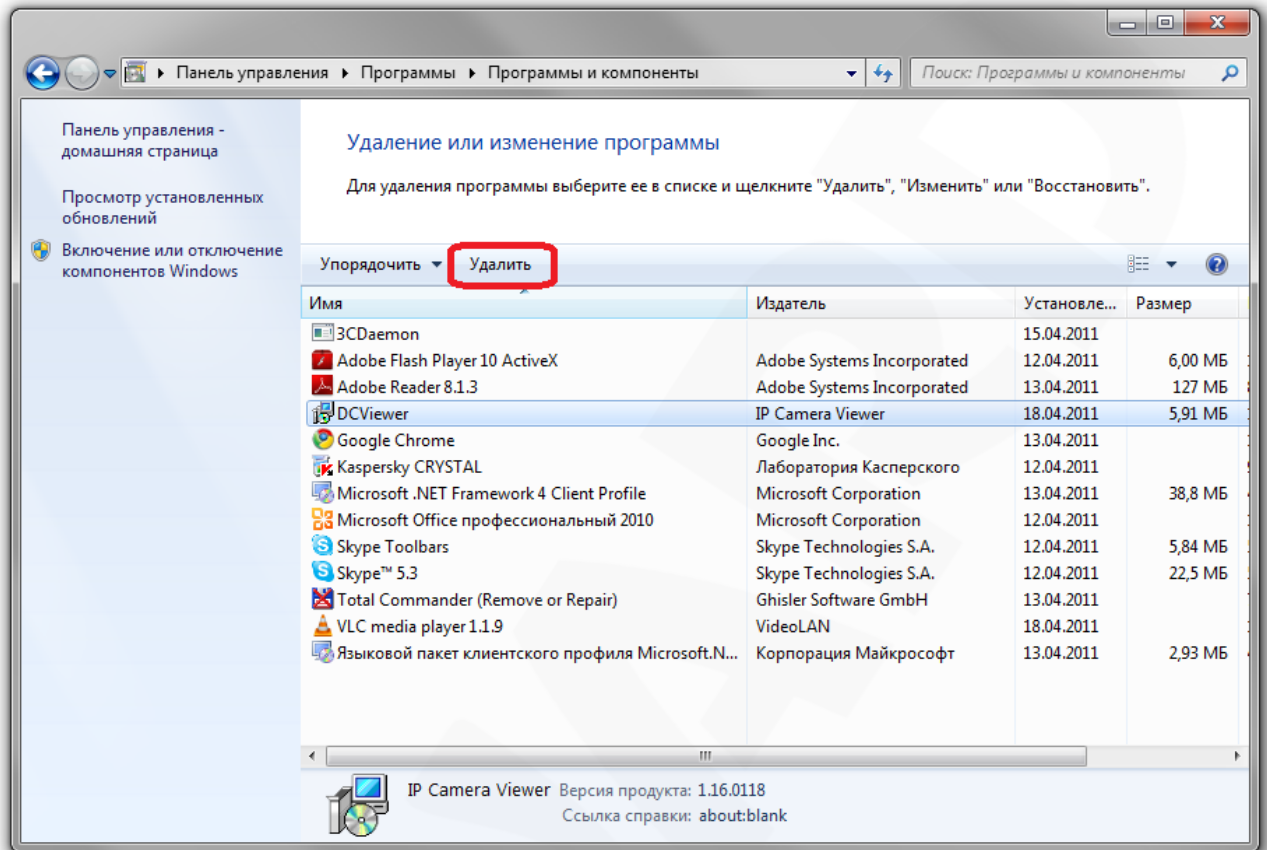 Панель управления ▸ Программы ▸ Программы и компоненты
Поиск: Программы и компоненты
Панель управления -
домашняя страница
Просмотр установленных
обновлений
Включение или отключение
компонентов Windows
Удаление или изменение программы
Для удаления программы выберите ее в списке и щелкните "Удалить", "Изменить" или "Восстановить".
Упорядочить Удалить
Имя Издатель Установле... Размер
3CDaemon 15.04.2011
Adobe Flash Player 10 ActiveX Adobe Systems Incorporated 12.04.2011 6,00 МБ
Adobe Reader 8.1.3 Adobe Systems Incorporated 13.04.2011 127 МБ
DCViewer IP Camera Viewer 18.04.2011 5,91 МБ
Google Chrome Google Inc. 13.04.2011
Kaspersky CRYSTAL Лаборатория Касперского 12.04.2011
Microsoft .NET Framework 4 Client Profile Microsoft Corporation 13.04.2011 38,8 МБ
Microsoft Office профессиональный 2010 Microsoft Corporation 12.04.2011
Skype Toolbars Skype Technologies S.A. 12.04.2011 5,84 МБ
Skype™ 5.3 Skype Technologies S.A. 12.04.2011 22,5 МБ
Total Commander (Remove or Repair) Ghisler Software GmbH 13.04.2011
VLC media player 1.1.9 VideoLAN 18.04.2011
Языковой пакет клиентского профиля Microsoft.N... Корпорация Майкрософт 13.04.2011 2,93 МБ
IP Camera Viewer Версия продукта: 1.16.0118
Ссылка справки: about:blank